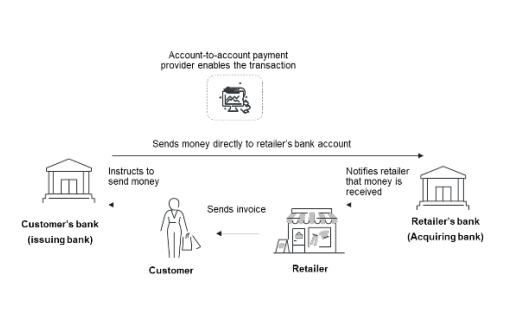 Account-to-account payment
provider enables the transaction
Sends money directly to retailer's bank account
Instructs to
send money
Notifies retailer
that money is
received
Sends invoice
Customer's bank
(issuing bank)
Retailer's bank
(Acquiring bank)
Customer
Retailer